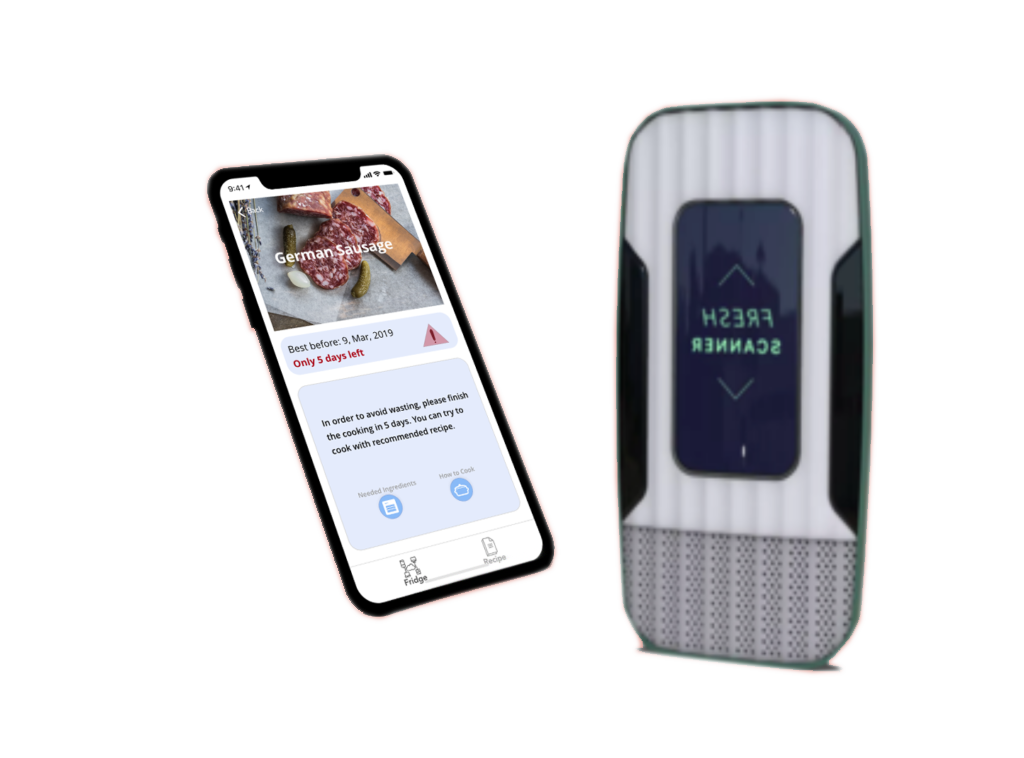 9:41
Back
German Sausage
Best before: 9, Mar, 2019
Only 5 days left
In order to avoid wasting, please finish
the cooking in 5 days. You can try to
cook with recommended recipe.
Needed Ingredients
How to Cook
Fridge
Recipe
FRESH
SCANNER